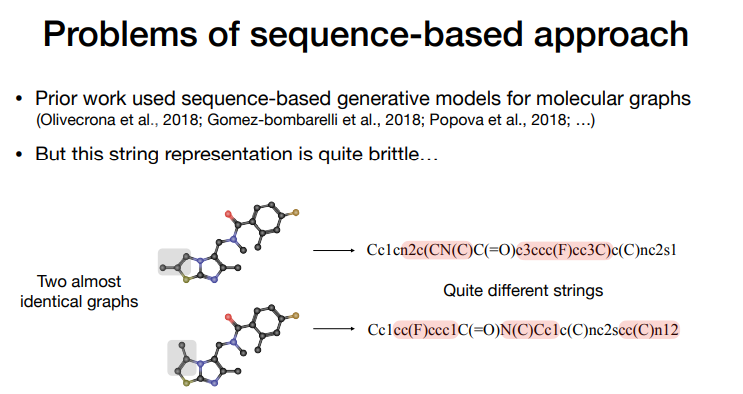 Problems of sequence-based approach
• Prior work used sequence-based generative models for molecular graphs
(Olivecrona et al., 2018; Gomez-bombarelli et al., 2018; Popova et al., 2018; …)
• But this string representation is quite brittle…
Cc1cn2c(CN(C)C(=O)c3ccc(F)cc3C)c(C)nc2s1
Two almost
identical graphs
Quite different strings
Cc1cc(F)ccc1C(=O)N(C)Cc1c(C)nc2scc(C)n12